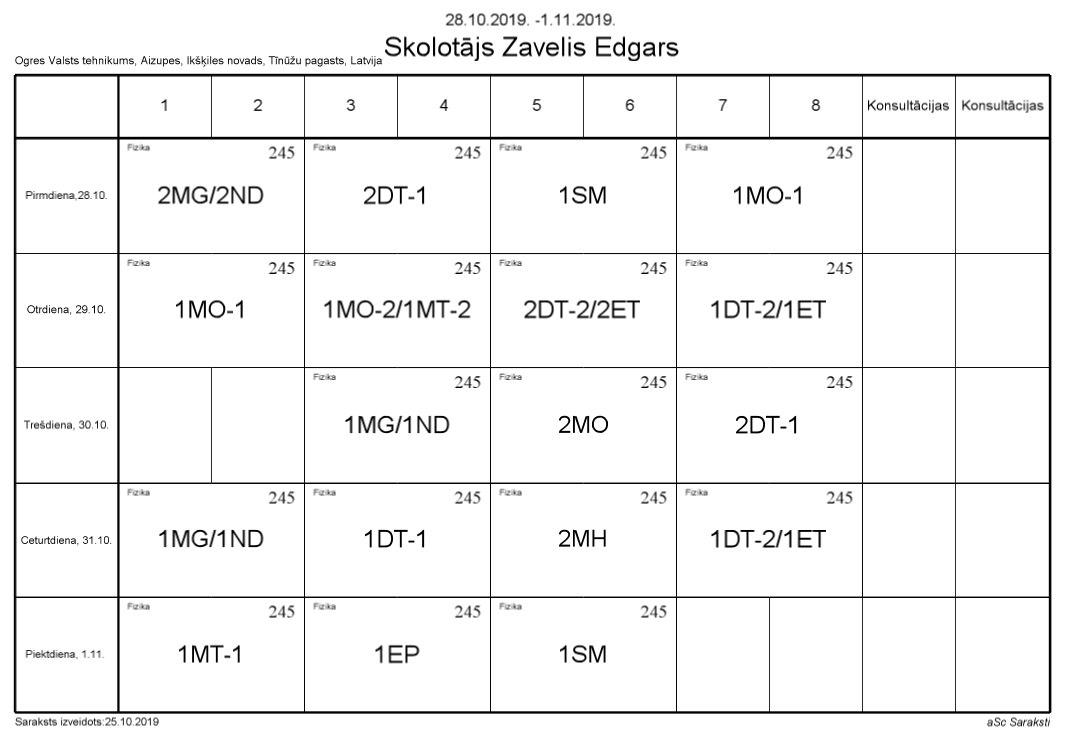 28.10.2019. -1.11.2019.
Skolotājs Zavelis Edgars
Ogres Valsts tehnikums, Aizupes, Ikšķiles novads, Tīnūžu pagasts, Latvija
1 2 3 4 5 6 7 8 Konsultācijas Konsultācijas
Fizika 245 Fizika 245 Fizika 245 Fizika 245
Pirmdiena,28.10. 2MG/2ND 2DT-1 1SM 1MO-1
Fizika 245 Fizika 245 Fizika 245 Fizika 245
Otrdiena, 29.10. 1MO-1 1MO-2/1MT-2 2DT-2/2ET 1DT-2/1ET
Fizika 245 Fizika 245 Fizika 245
Trešdiena, 30.10. 1MG/1ND 2MO 2DT-1
Fizika 245 Fizika 245 Fizika 245 Fizika 245
Ceturtdiena, 31.10. 1MG/1ND 1DT-1 2MH 1DT-2/1ET
Fizika 245 Fizika 245 Fizika 245
Piektdiena, 1.11. 1MT-1 1EP 1SM
Saraksts izveidots:25.10.2019 aSc Saraksti